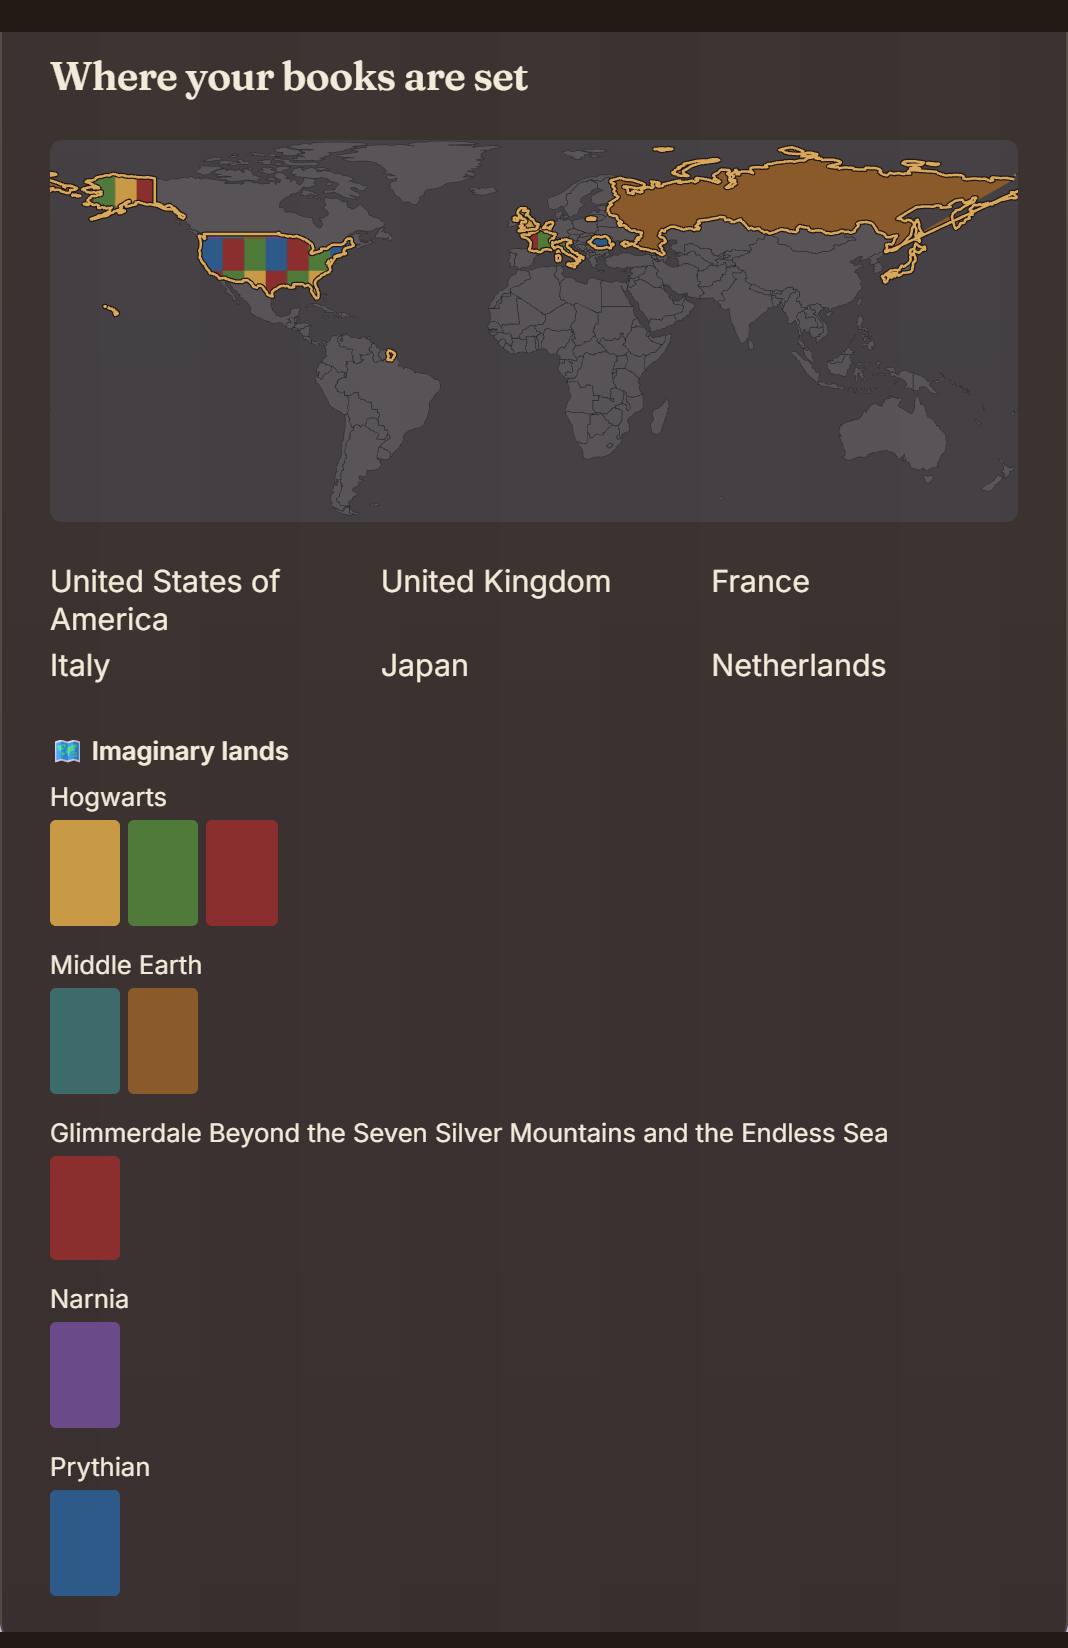 Where your books are set
United States of
America
United Kingdom
France
Italy
Japan
Netherlands
Imaginary lands
Hogwarts
Middle Earth
Glimmerdale Beyond the Seven Silver Mountains and the Endless Sea
Narnia
Prythian